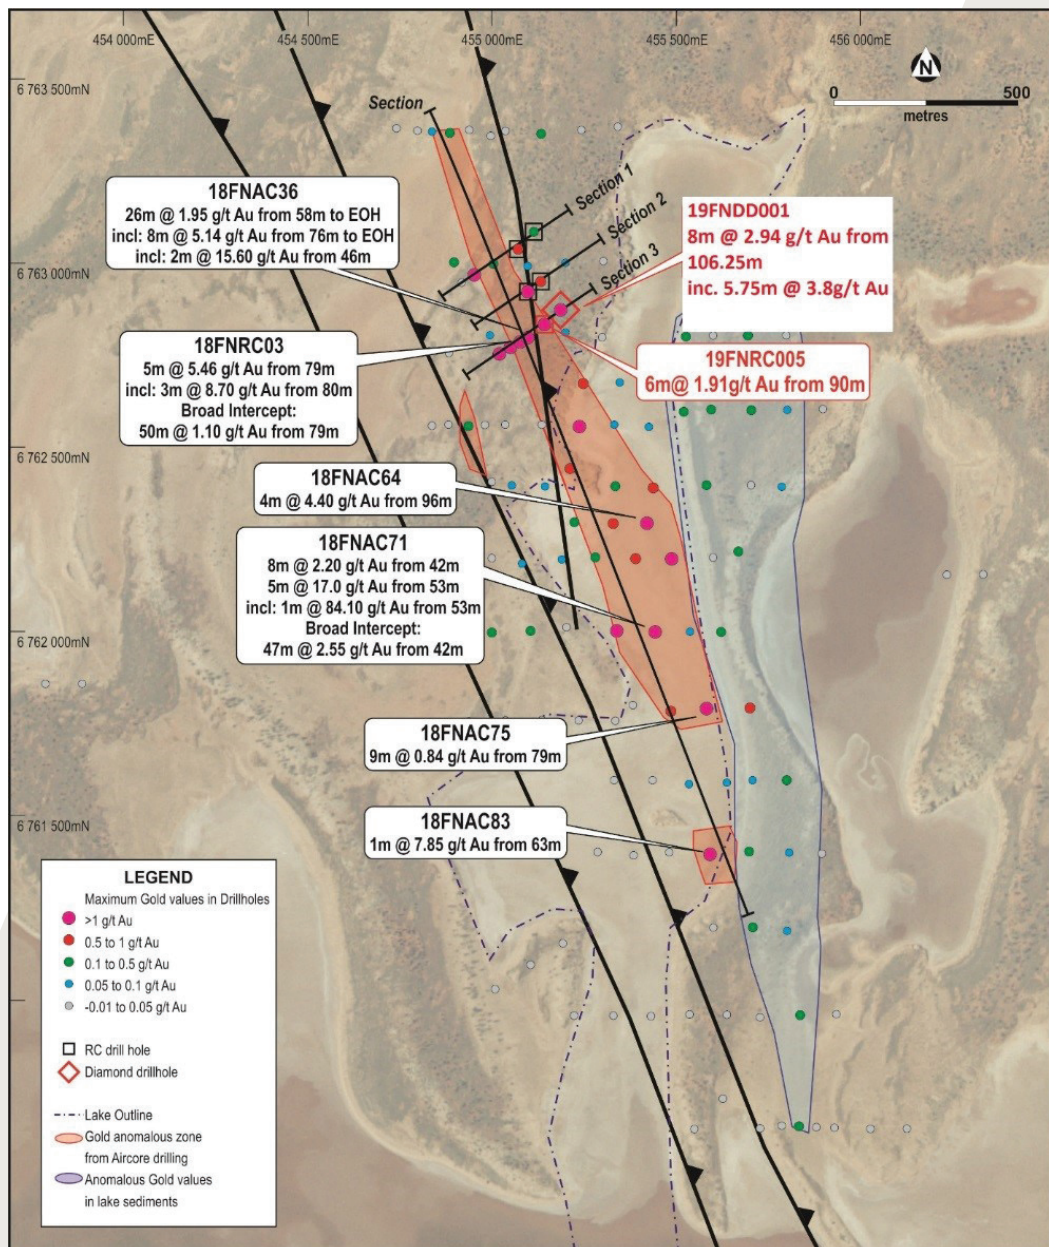 454 000mE
454 500mE
455 000mE
455 500mE
456 000mE
N
0
500
metres
6 763 500mN
6 763 000mN
6 762 500mN
6 762 000mN
6 761 500mN
Section
Section 1
Section 2
Section 3
18FNAC36
26m @ 1.95 g/t Au from 58m to EOH
incl: 8m @ 5.14 g/t Au from 76m to EOH
incl: 2m @ 15.60 g/t Au from 46m
19FNDD001
8m @ 2.94 g/t Au from
106.25m
inc. 5.75m @ 3.8g/t Au
18FNRC03
5m @ 5.46 g/t Au from 79m
incl: 3m @ 8.70 g/t Au from 80m
Broad Intercept:
50m @ 1.10 g/t Au from 79m
19FNRC005
6m@ 1.91g/t Au from 90m
18FNAC64
4m @ 4.40 g/t Au from 96m
18FNAC71
8m @ 2.20 g/t Au from 42m
5m @ 17.0 g/t Au from 53m
incl: 1m @ 84.10 g/t Au from 53m
Broad Intercept:
47m @ 2.55 g/t Au from 42m
18FNAC75
9m @ 0.84 g/t Au from 79m
18FNAC83
1m @ 7.85 g/t Au from 63m
LEGEND
Maximum Gold values in Drillholes
>1 g/t Au
0.5 to 1 g/t Au
0.1 to 0.5 g/t Au
0.05 to 0.1 g/t Au
-0.01 to 0.05 g/t Au
RC drill hole
Diamond drillhole
Lake Outline
Gold anomalous zone
from Aircore drilling
Anomalous Gold values
in lake sediments